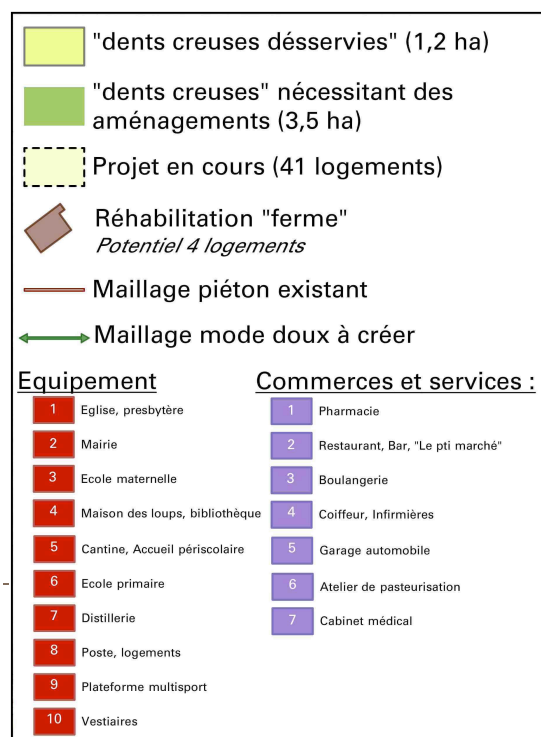 "dents creuses désservies" (1,2 ha)
"dents creuses" nécessitant des
aménagements (3,5 ha)
Projet en cours (41 logements)
Réhabilitation "ferme"
Potentiel 4 logements
Maillage piéton existant
Maillage mode doux à créer
Equipement
1 Eglise, presbytère
2 Mairie
3 Ecole maternelle
4 Maison des loups, bibliothèque
5 Cantine, Accueil périscolaire
6 Ecole primaire
7 Distillerie
8 Poste, logements
9 Plateforme multisport
10 Vestiaires
Commerces et services :
1 Pharmacie
2 Restaurant, Bar, "Le pti marché"
3 Boulangerie
4 Coiffeur, Infirmières
5 Garage automobile
6 Atelier de pasteurisation
7 Cabinet médical